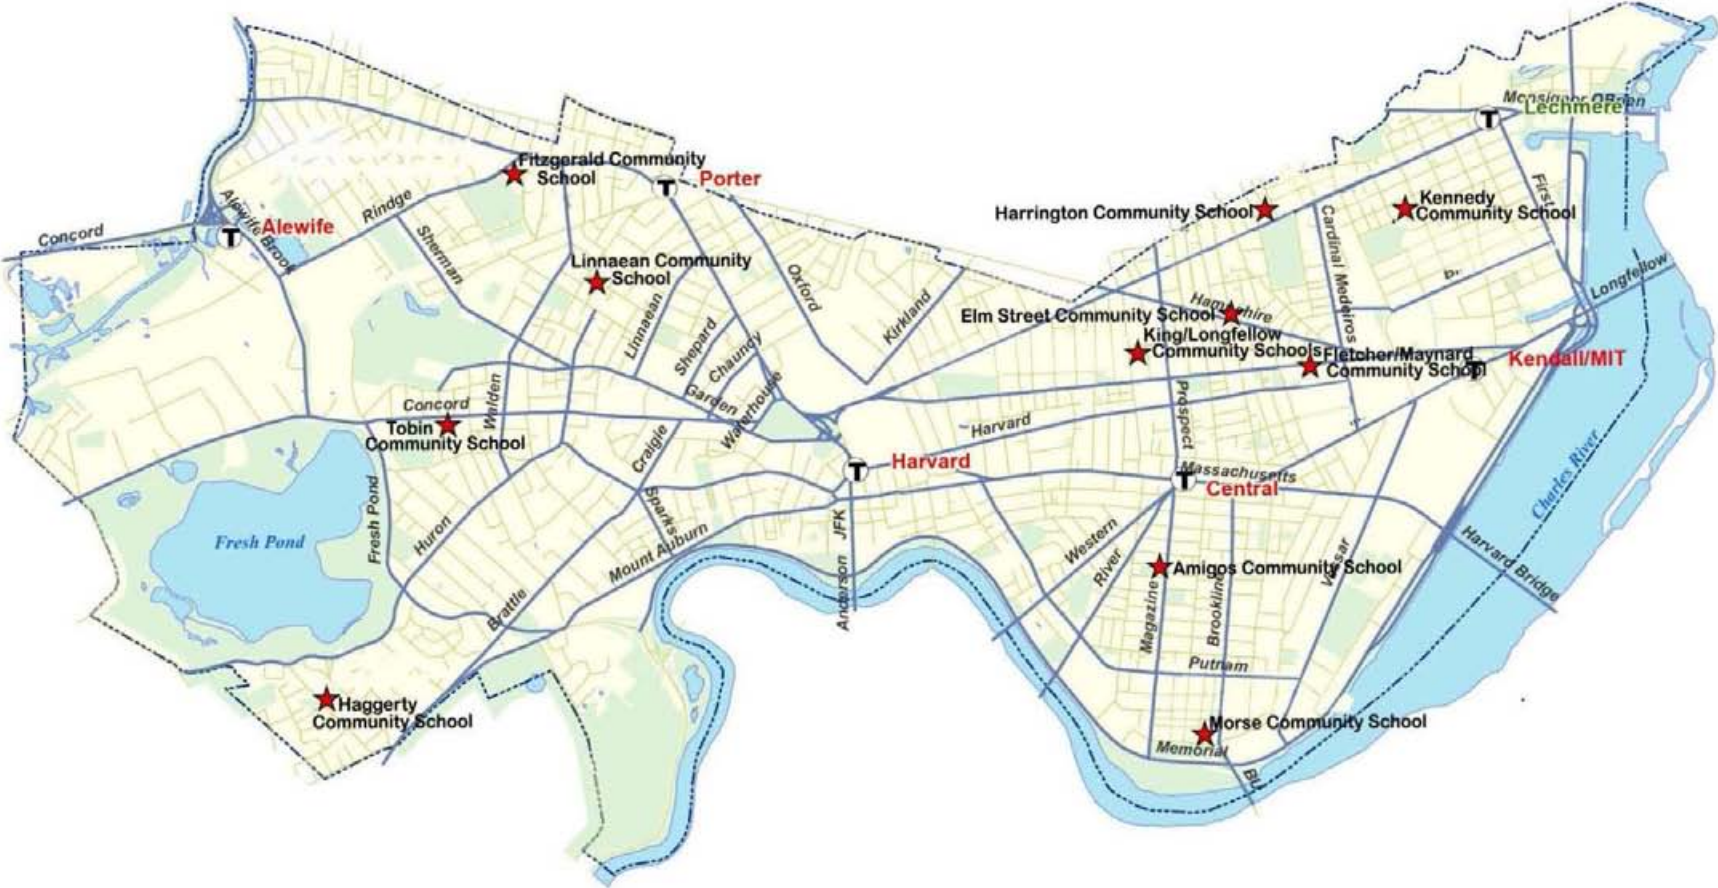 Monsignor OBrien
Lechmere
T
Fitzgerald Community
School
Porter
T
Rindge
Alewife Brook
Alewife
T
Concord
Sherman
Linnaean Community
School
Oxford
Kirkland
Linnaean
Shepard
Chaundy
Garden
Waterhouse
Harrington Community School
Kennedy
Community School
First
Cardinal Medeiros
Longfellow
Hampshire
Elm Street Community School
King/Longfellow
Community Schools
Fletcher/Maynard
Community School
Kendall/MIT
T
Walden
Concord
Tobin
Community School
Craigie
Harvard
Prospect
Harvard
T
Massachusetts
T
Central
Charles River
Fresh Pond
Fresh Pond
Huron
Sparks
Mount Auburn
JFK
Anderson
Western
River
Vassar
Harvard Bridge
Amigos Community School
Brattle
Magazine
Brookline
Putnam
Haggerty
Community School
Morse Community School
Memorial
BU